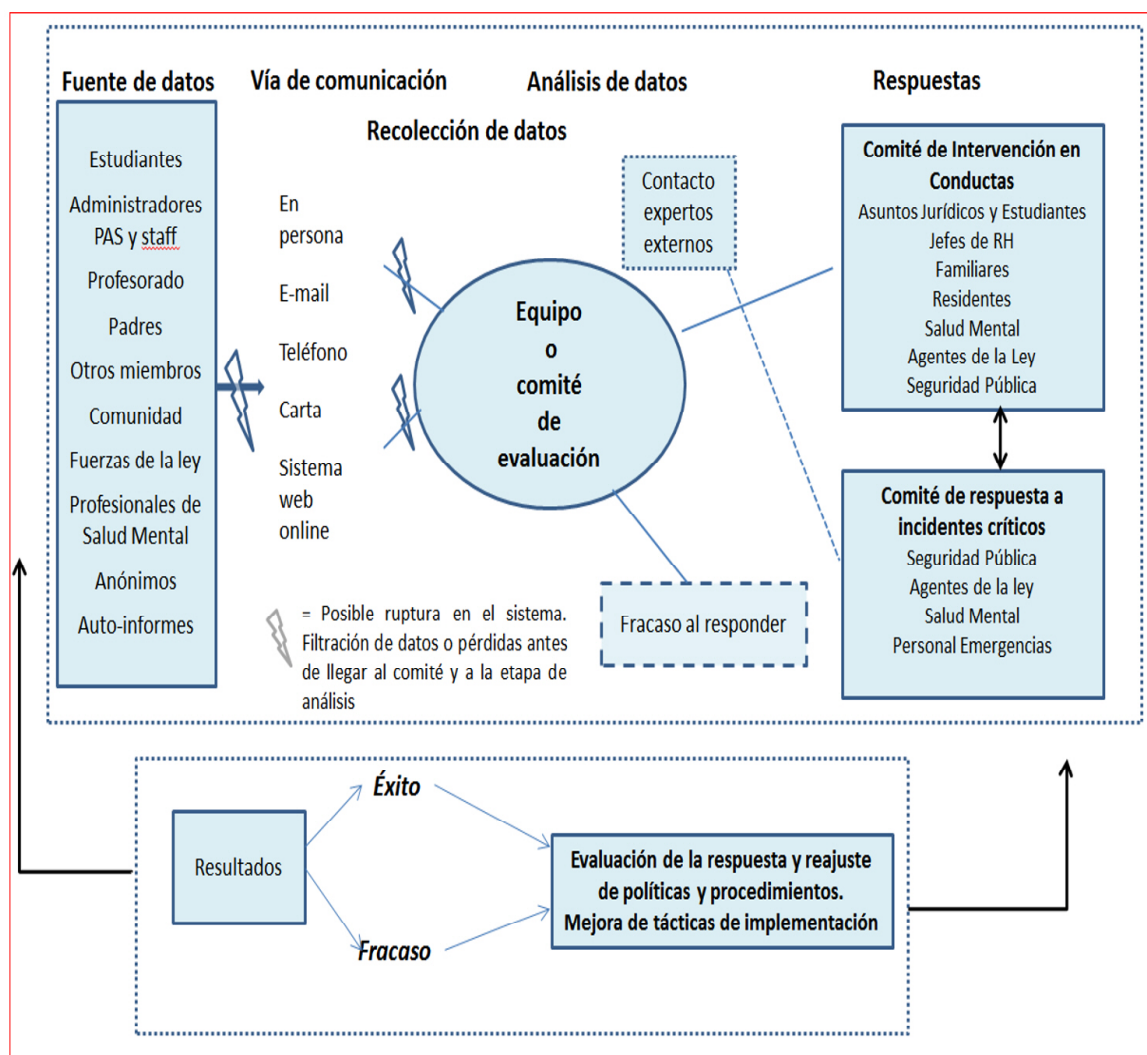 Fuente de datos
Vía de comunicación
Análisis de datos
Respuestas
Recolección de datos
Estudiantes
Administradores
PAS y staff
Profesorado
Padres
Otros miembros
Comunidad
Fuerzas de la ley
Profesionales de
Salud Mental
Anónimos
Auto-informes
En
persona
E-mail
Teléfono
Carta
Sistema
web
online
= Posible ruptura en el sistema.
Filtración de datos o pérdidas antes
de llegar al comité y a la etapa de
análisis
Equipo
o
comité
de
evaluación
Contacto
expertos
externos
Fracaso al responder
Comité de Intervención en
Conductas
Asuntos Jurídicos y Estudiantes
Jefes de RH
Familiares
Residentes
Salud Mental
Agentes de la Ley
Seguridad Pública
Comité de respuesta a
incidentes críticos
Seguridad Pública
Agentes de la ley
Salud Mental
Personal Emergencias
Resultados
Éxito
Fracaso
Evaluación de la respuesta y reajuste
de políticas y procedimientos.
Mejora de tácticas de implementación